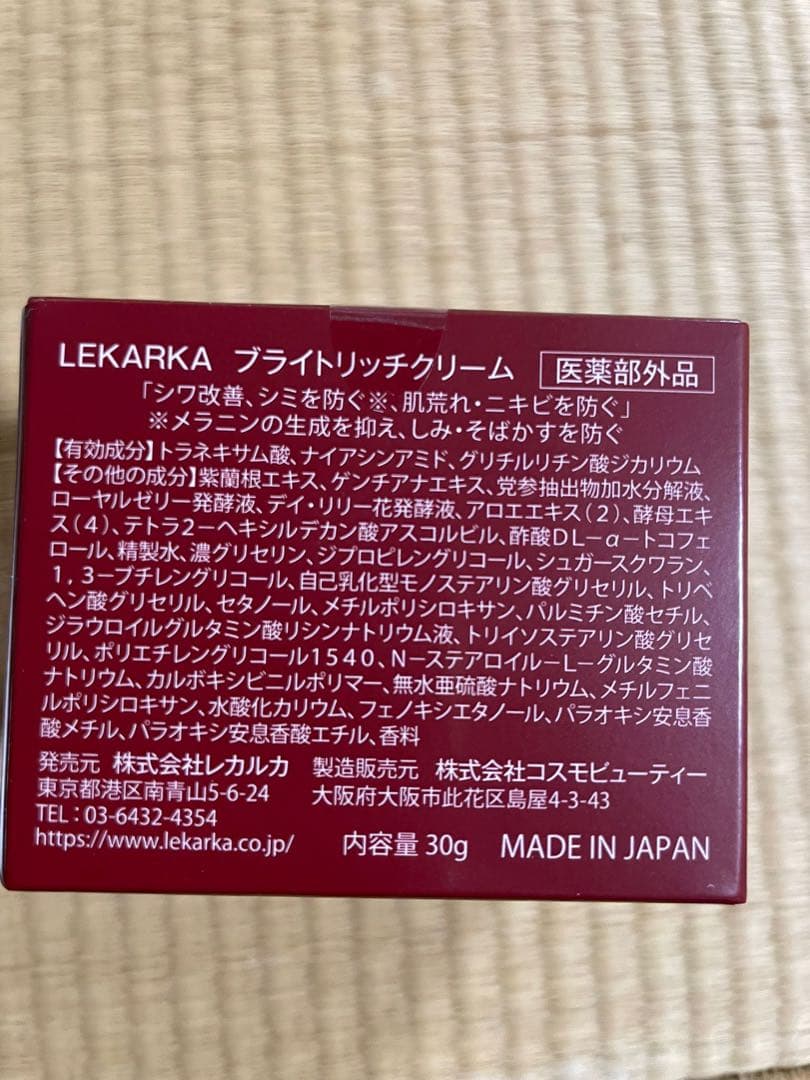 LEKARKA ブライトリッチクリーム 医薬部外品
「シワ改善、シミを防ぐ※、肌荒れ・ニキビを防ぐ」
※メラニンの生成を抑え、しみ・そばかすを防ぐ
【有効成分】トラネキサム酸、ナイアシンアミド、グリチルリチン酸ジカリウム
【その他の成分】紫蘭根エキス、ゲンチアナエキス、党参抽出物加水分解液、
ローヤルゼリー発酵液、デイ・リリー花発酵液、アロエエキス（2）、酵母エキ
ス（4）、テトラ2－ヘキシルデカン酸アスコルビル、酢酸DL－α－トコフェ
ロール、精製水、濃グリセリン、ジプロピレングリコール、シュガースクワラン、
1，3－ブチレングリコール、自己乳化型モノステアリン酸グリセリル、トリベ
ヘン酸グリセリル、セタノール、メチルポリシロキサン、パルミチン酸セチル、
ジラウロイルグルタミン酸リシンナトリウム液、トリイソステアリン酸グリセ
リル、ポリエチレングリコール1540、N－ステアロイル－L－グルタミン酸
ナトリウム、カルボキシビニルポリマー、無水亜硫酸ナトリウム、メチルフェニ
ルポリシロキサン、水酸化カリウム、フェノキシエタノール、パラオキシ安息香
酸メチル、パラオキシ安息香酸エチル、香料
発売元 株式会社レカルカ 製造販売元 株式会社コスモビューティー
東京都港区南青山5-6-24 大阪府大阪市此花区島屋4-3-43
TEL：03-6432-4354
https://www.lekarka.co.jp/ 内容量 30g MADE IN JAPAN